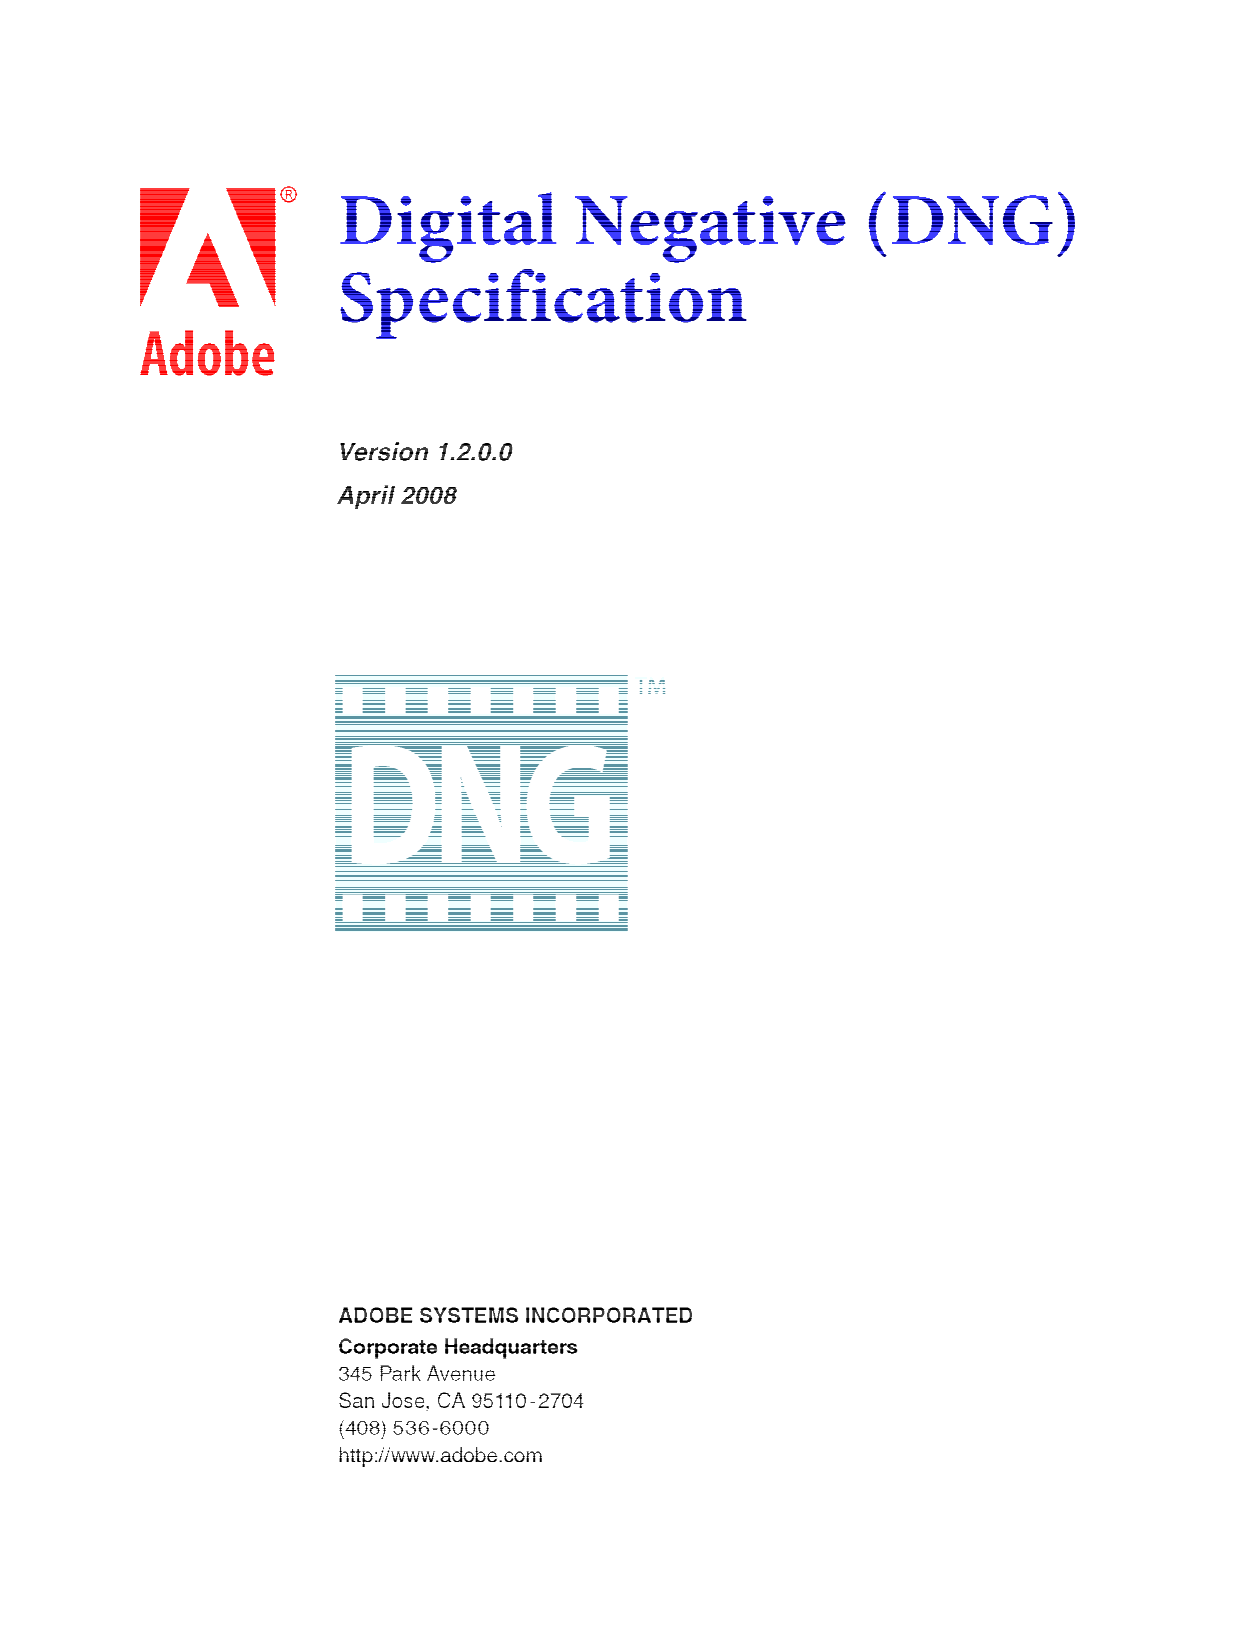 Digital Negative (DNG)
Specification
Adobe®
Version 1.2.0.0
April 2008
DNG™
ADOBE SYSTEMS INCORPORATED
Corporate Headquarters
345 Park Avenue
San Jose, CA 95110-2704
(408) 536-6000
http://www.adobe.com